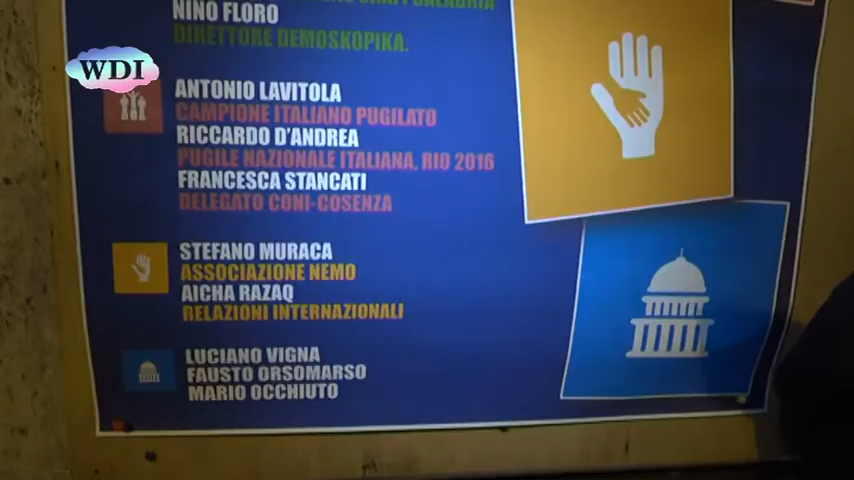 NINO FLORO
DIRETTORE DEMOSKOPIKA.
WDI
ANTONIO LAVITOLA
CAMPIONE ITALIANO PUGILATO
RICCARDO D'ANDREA
PUGILE NAZIONALE ITALIANA, RIO 2016
FRANCESCA STANCATI
DELEGATO CONI-COSENZA
STEFANO MURACA
ASSOCIAZIONE NEMO
AICHA RAZAQ
RELAZIONI INTERNAZIONALI
LUCIANO VIGNA
FAUSTO ORSOMARSO
MARIO OCCHIUTO